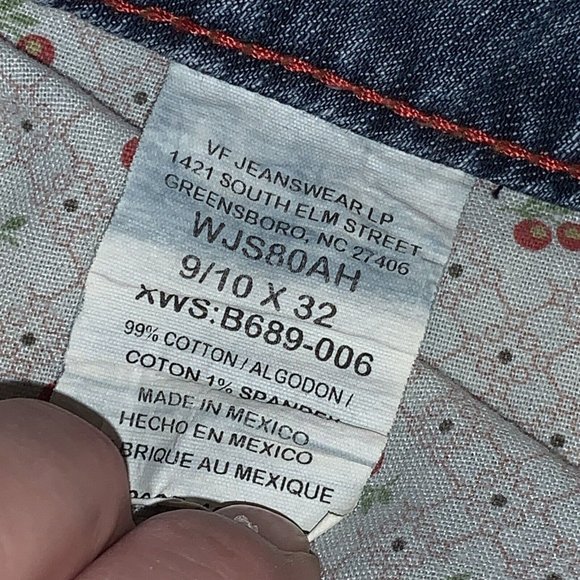 VF JEANSWEAR LP
1421 SOUTH ELM STREET
GREENSBORO, NC 27406
WJS80AH
9/10 X 32
XWS:B689-006
99% COTTON / ALGODON /
COTON 1% SPANDEX
MADE IN MEXICO
HECHO EN MEXICO
BRIQUE AU MEXIQUE